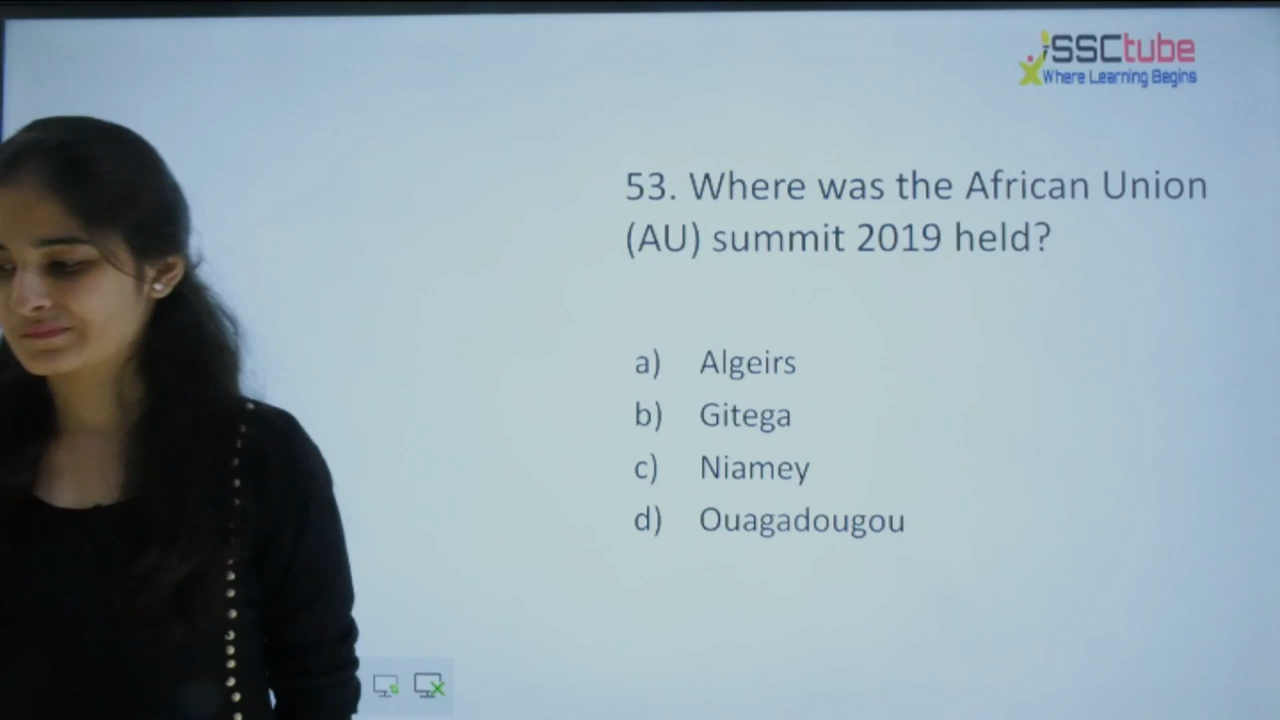 SSCtube
Where Learning Begins
53. Where was the African Union
(AU) summit 2019 held?
a) Algeirs
b) Gitega
c) Niamey
d) Ouagadougou